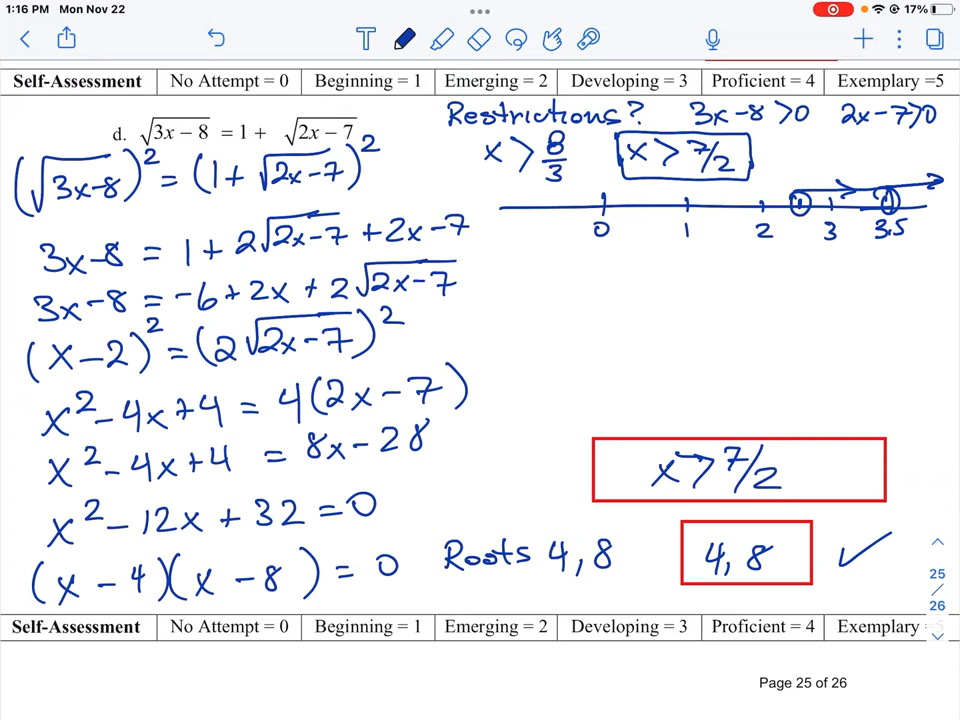 1:16 PM Mon Nov 22 17%
Self-Assessment No Attempt = 0 Beginning = 1 Emerging = 2 Developing = 3 Proficient = 4 Exemplary =5
Restrictions? 3x-8>0 2x-7>0
d. √(3x − 8) = 1 + √(2x − 7)
x > 8/3 x > 7/2
(√(3x-8))² = (1+√(2x-7))²
0 1 2 3 3.5
3x-8 = 1 + 2√(2x-7) + 2x-7
3x-8 = -6+2x+2√(2x-7)
(x-2)² = (2√(2x-7))²
x²-4x+4 = 4(2x-7)
x²-4x+4 = 8x-28
x > 7/2
x²-12x+32=0
(x-4)(x-8)=0 Roots 4,8 4,8 ✓
25
/
26
Self-Assessment No Attempt = 0 Beginning = 1 Emerging = 2 Developing = 3 Proficient = 4 Exemplary =5
Page 25 of 26